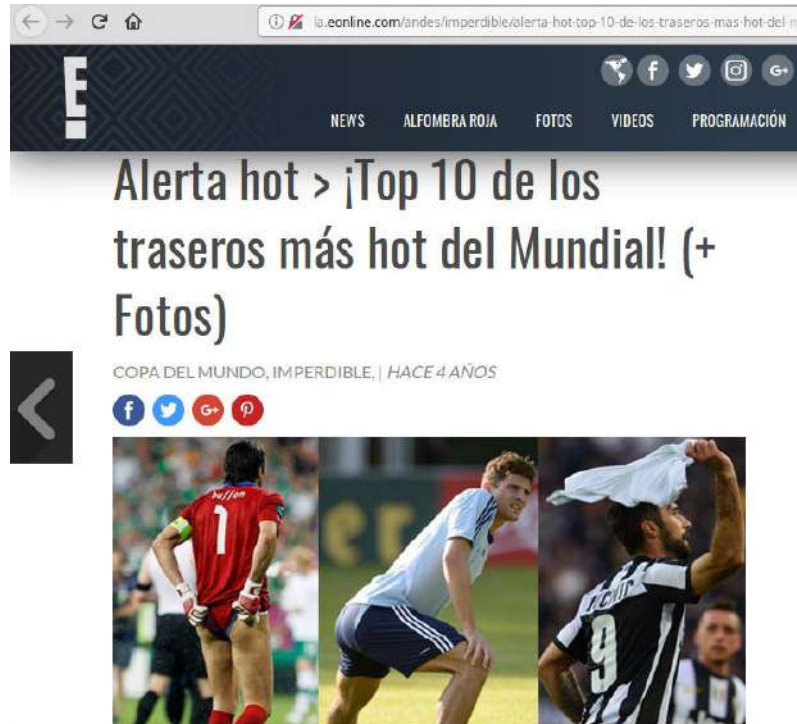 la.eonline.com/andes/imperdible/alerta-hot-top-10-de-los-traseros-mas-hot-del-m
E!
NEWS ALFOMBRA ROJA FOTOS VIDEOS PROGRAMACIÓN
Alerta hot > ¡Top 10 de los
traseros más hot del Mundial! (+
Fotos)
COPA DEL MUNDO, IMPERDIBLE, | HACE 4 AÑOS
buffon
1
9